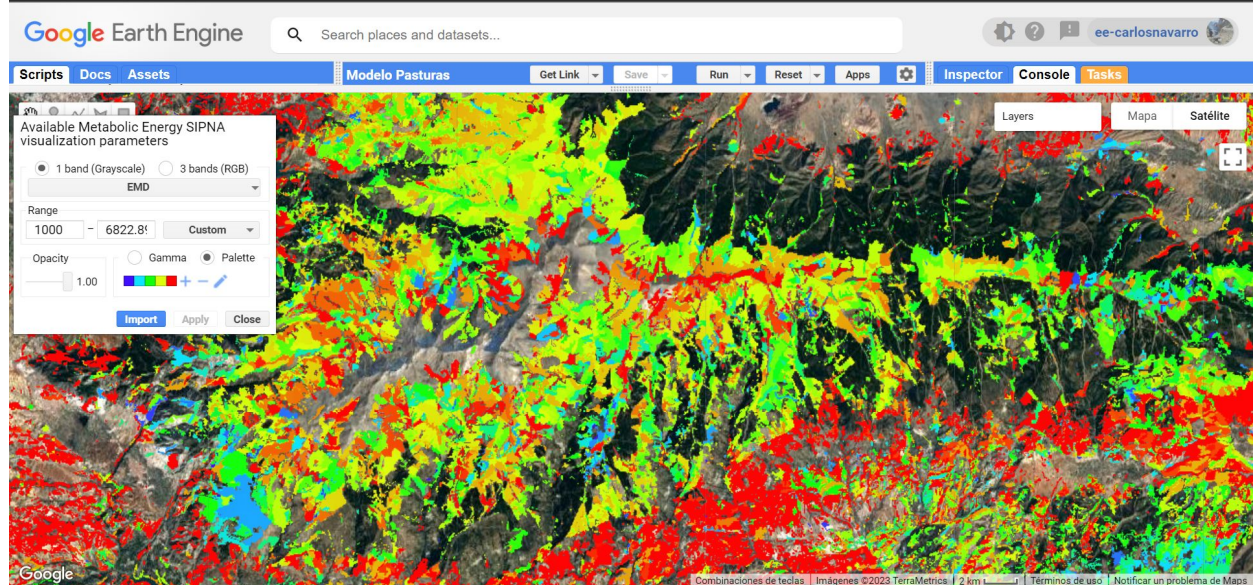 Google Earth Engine
Search places and datasets...
ee-carlosnavarro
Scripts Docs Assets
Modelo Pasturas
Get Link Save Run Reset Apps
Inspector Console Tasks
Available Metabolic Energy SIPNA
visualization parameters
1 band (Grayscale) 3 bands (RGB)
EMD
Range
1000 – 6822.89 Custom
Opacity
Gamma Palette
1.00
Import Apply Close
Layers
Mapa Satélite
Google
Combinaciones de teclas Imágenes ©2023 TerraMetrics 2 km Términos de uso Notificar un problema de Maps